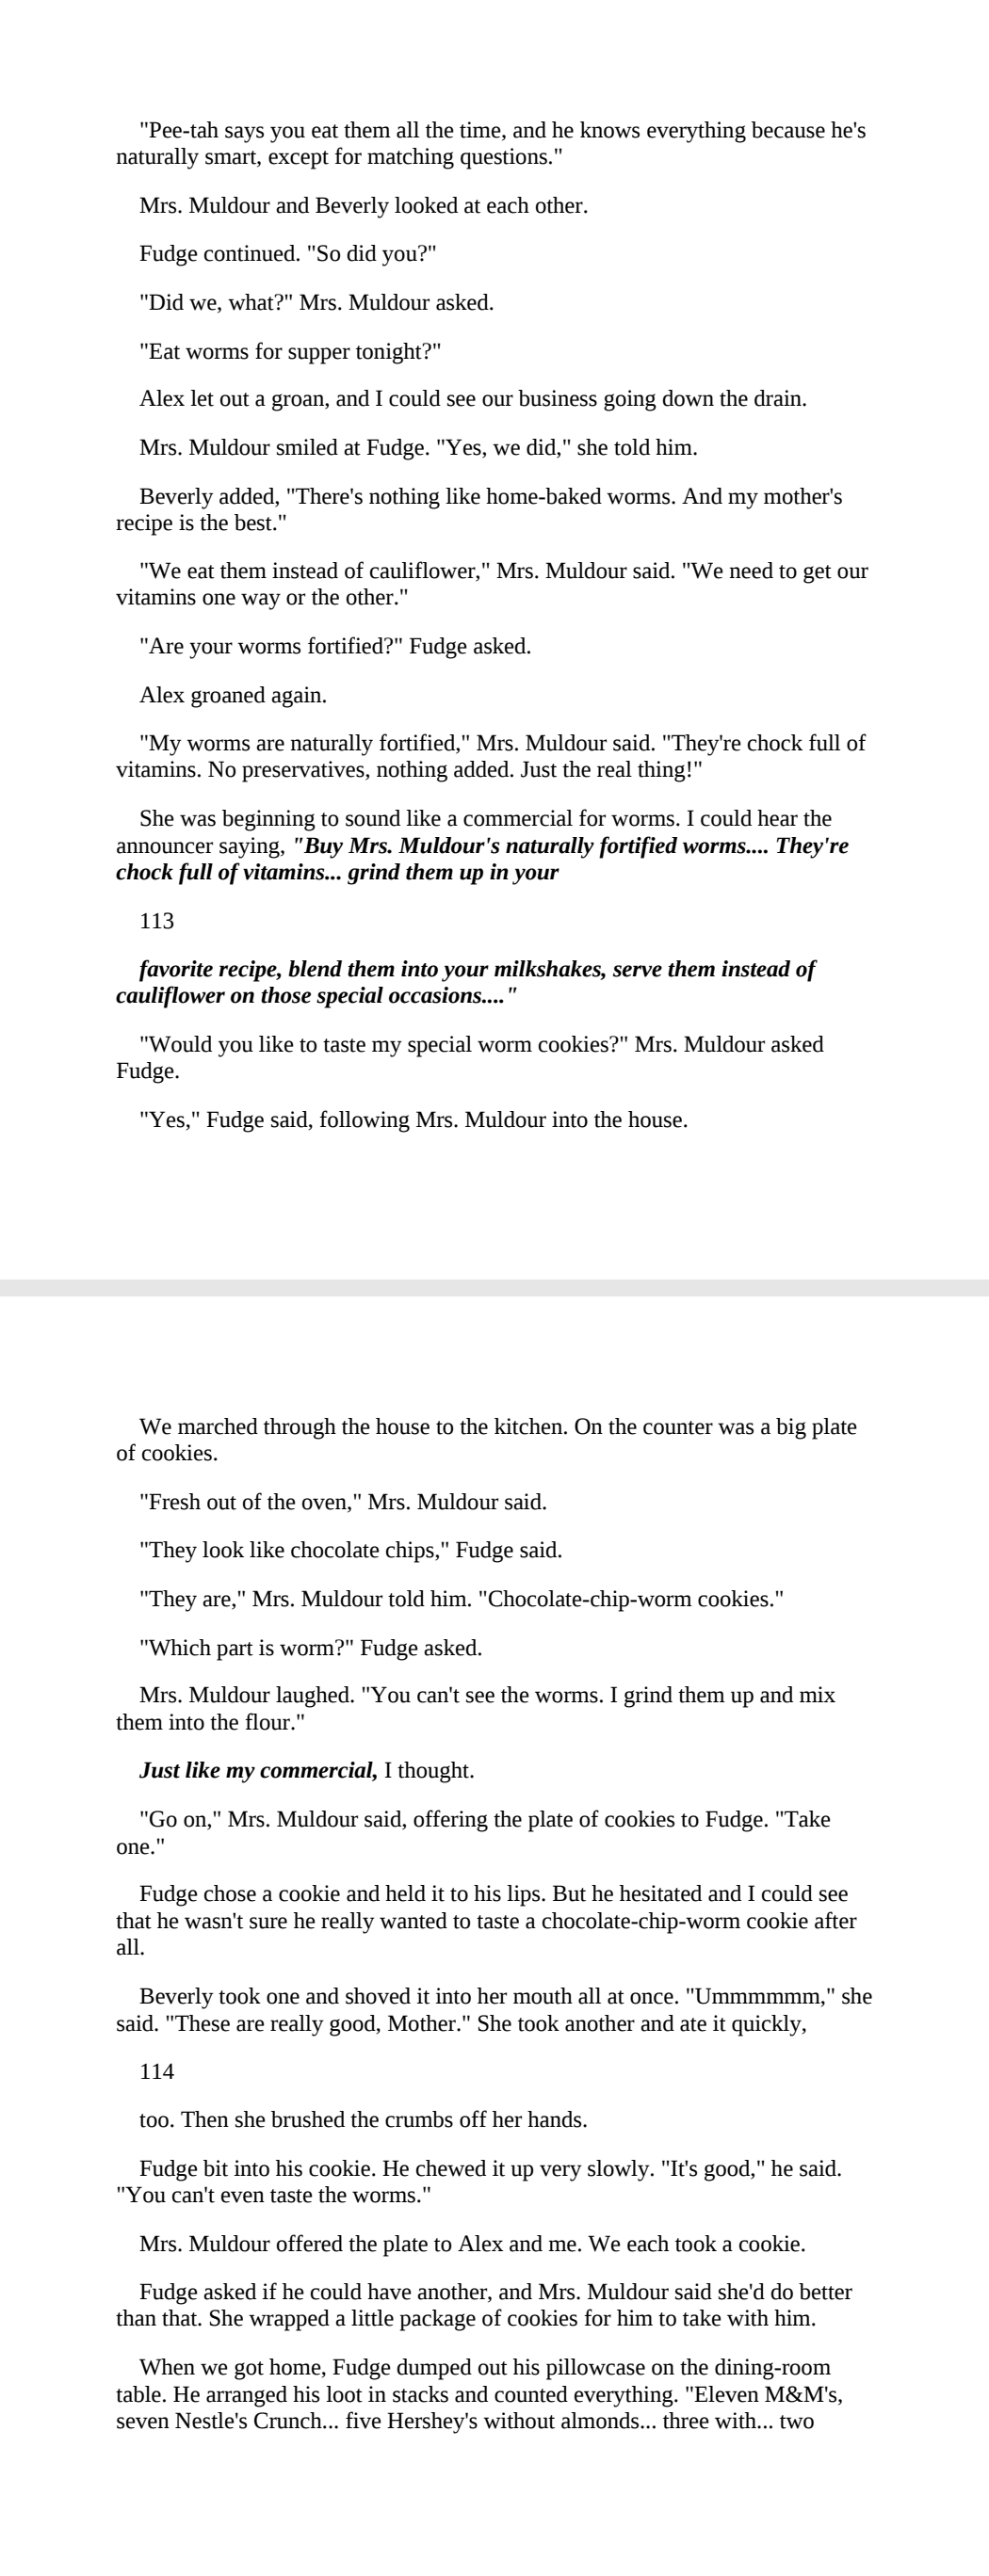 "Pee-tah says you eat them all the time, and he knows everything because he's
naturally smart, except for matching questions."
Mrs. Muldour and Beverly looked at each other.
Fudge continued. "So did you?"
"Did we, what?" Mrs. Muldour asked.
"Eat worms for supper tonight?"
Alex let out a groan, and I could see our business going down the drain.
Mrs. Muldour smiled at Fudge. "Yes, we did," she told him.
Beverly added, "There's nothing like home-baked worms. And my mother's
recipe is the best."
"We eat them instead of cauliflower," Mrs. Muldour said. "We need to get our
vitamins one way or the other."
"Are your worms fortified?" Fudge asked.
Alex groaned again.
"My worms are naturally fortified," Mrs. Muldour said. "They're chock full of
vitamins. No preservatives, nothing added. Just the real thing!"
She was beginning to sound like a commercial for worms. I could hear the
announcer saying, "Buy Mrs. Muldour's naturally fortified worms.... They're
chock full of vitamins... grind them up in your
113
favorite recipe, blend them into your milkshakes, serve them instead of
cauliflower on those special occasions...."
"Would you like to taste my special worm cookies?" Mrs. Muldour asked
Fudge.
"Yes," Fudge said, following Mrs. Muldour into the house.
We marched through the house to the kitchen. On the counter was a big plate
of cookies.
"Fresh out of the oven," Mrs. Muldour said.
"They look like chocolate chips," Fudge said.
"They are," Mrs. Muldour told him. "Chocolate-chip-worm cookies."
"Which part is worm?" Fudge asked.
Mrs. Muldour laughed. "You can't see the worms. I grind them up and mix
them into the flour."
Just like my commercial, I thought.
"Go on," Mrs. Muldour said, offering the plate of cookies to Fudge. "Take
one."
Fudge chose a cookie and held it to his lips. But he hesitated and I could see
that he wasn't sure he really wanted to taste a chocolate-chip-worm cookie after
all.
Beverly took one and shoved it into her mouth all at once. "Ummmmmm," she
said. "These are really good, Mother." She took another and ate it quickly,
114
too. Then she brushed the crumbs off her hands.
Fudge bit into his cookie. He chewed it up very slowly. "It's good," he said.
"You can't even taste the worms."
Mrs. Muldour offered the plate to Alex and me. We each took a cookie.
Fudge asked if he could have another, and Mrs. Muldour said she'd do better
than that. She wrapped a little package of cookies for him to take with him.
When we got home, Fudge dumped out his pillowcase on the dining-room
table. He arranged his loot in stacks and counted everything. "Eleven M&M's,
seven Nestle's Crunch... five Hershey's without almonds... three with... two